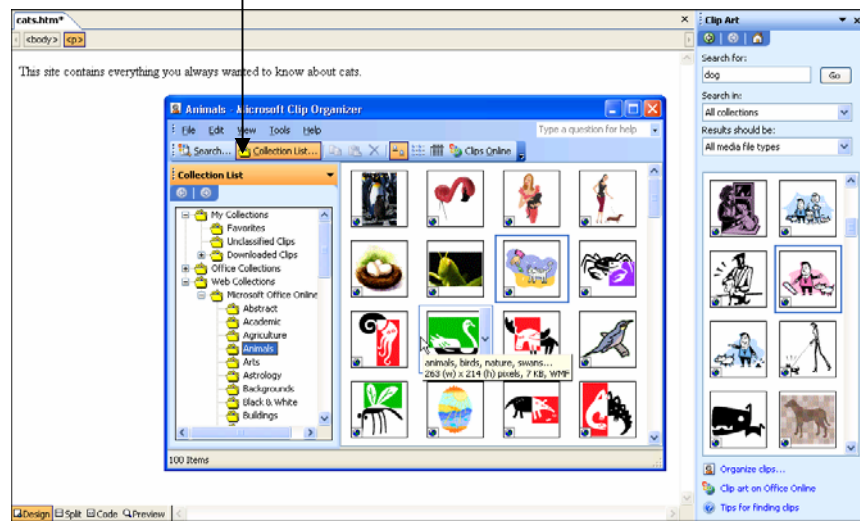 cats.htm*
<body> <p>
This site contains everything you always wanted to know about cats.
Animals - Microsoft Clip Organizer
File Edit View Tools Help
Type a question for help
Search... Collection List... Clips Online
Collection List
My Collections
Favorites
Unclassified Clips
Downloaded Clips
Office Collections
Web Collections
Microsoft Office Online
Abstract
Academic
Agriculture
Animals
Arts
Astrology
Backgrounds
Black & White
Buildings
animals, birds, nature, swans...
263 (w) x 214 (h) pixels, 7 KB, WMF
100 Items
Design Split Code Preview
Clip Art
Search for:
dog Go
Search in:
All collections
Results should be:
All media file types
Organize clips...
Clip art on Office Online
Tips for finding clips